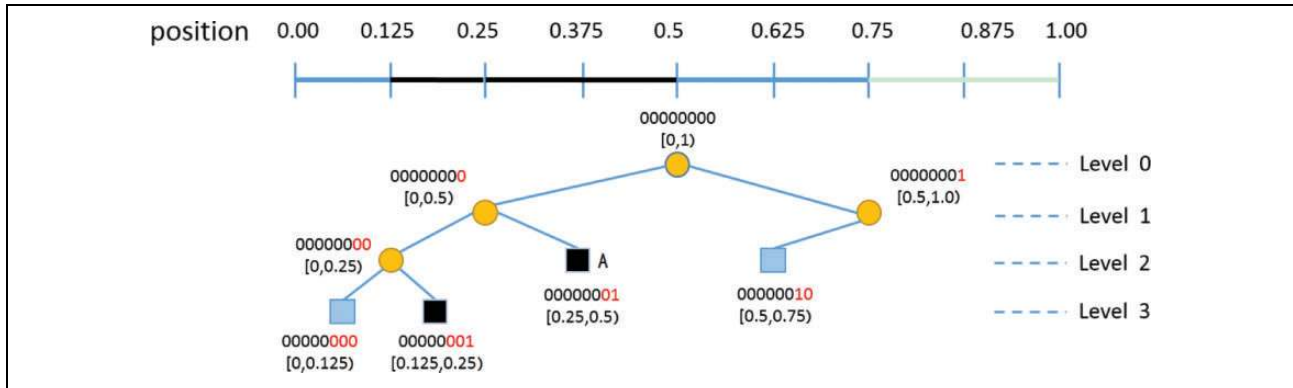 position 0.00 0.125 0.25 0.375 0.5 0.625 0.75 0.875 1.00
00000000
[0,1)
Level 0
00000000
[0,0.5)
00000001
[0.5,1.0)
Level 1
00000000
[0,0.25)
A
Level 2
00000001
[0.25,0.5)
00000010
[0.5,0.75)
Level 3
00000000
[0,0.125)
00000001
[0.125,0.25)